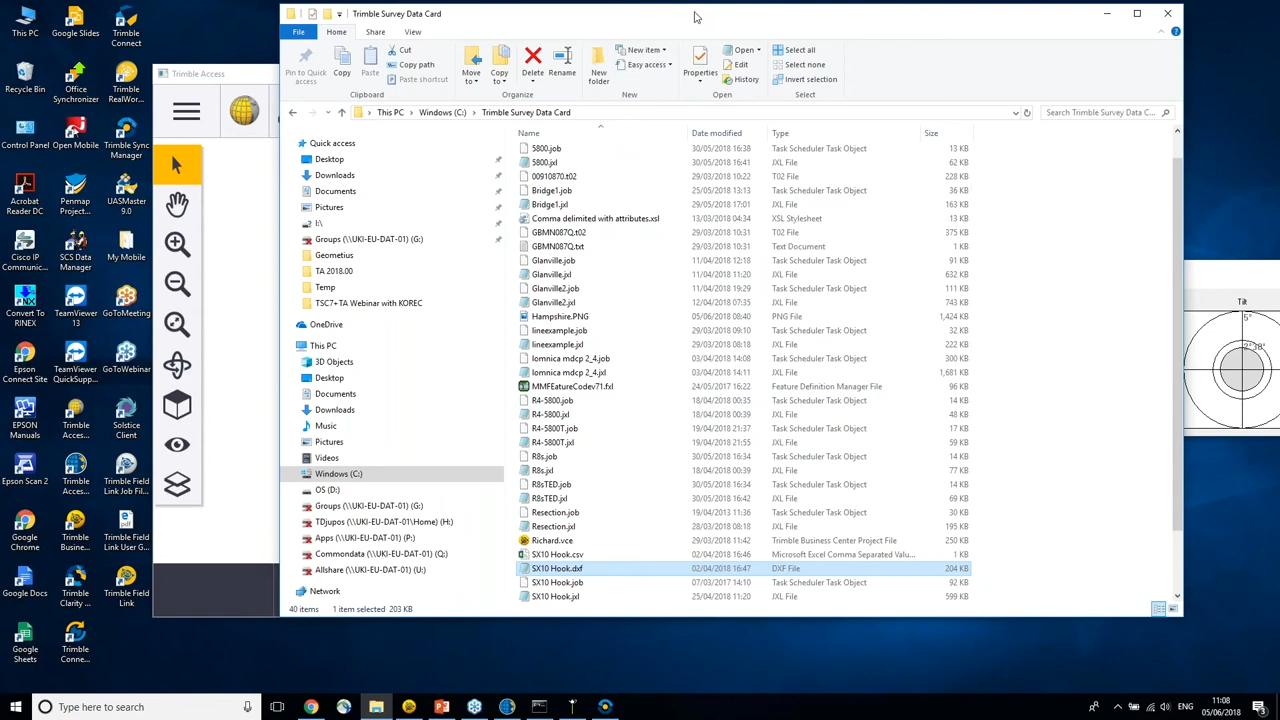 This PC
Google Slides
Trimble Connect
Recycle Bin
Office Synchronizer
Trimble RealWor...
Control Panel
Open Mobile
Trimble Sync Manager
Acrobat Reader DC
Penmap Project...
UASMaster 9.0
Cisco IP Communic...
SCS Data Manager
My Mobile
Convert To RINEX
TeamViewer 13
GoToMeeting
Epson Connect Site
TeamViewer QuickSupp...
GoToWebinar
EPSON Manuals
Trimble Acces...
Solstice Client
Epson Scan 2
Trimble Acces...
Trimble Field Link Job Fil...
Google Chrome
Trimble Busine...
Trimble Field Link User G...
Google Docs
Trimble Clarity ...
Trimble Field Link
Google Sheets
Trimble Conne...
Trimble Access
Trimble Survey Data Card
File
Home
Share
View
Pin to Quick access
Copy
Paste
Cut
Copy path
Paste shortcut
Clipboard
Move to
Copy to
Delete
Rename
Organize
New folder
New item
Easy access
New
Properties
Open
Edit
History
Open
Select all
Select none
Invert selection
Select
This PC > Windows (C:) > Trimble Survey Data Card
Search Trimble Survey Data C...
Quick access
Desktop
Downloads
Documents
Pictures
I:\
Groups (\\UKI-EU-DAT-01) (G:)
Geometius
TA 2018.00
Temp
TSC7+TA Webinar with KOREC
OneDrive
This PC
3D Objects
Desktop
Documents
Downloads
Music
Pictures
Videos
Windows (C:)
OS (D:)
Groups (\\UKI-EU-DAT-01) (G:)
TDjupos (\\UKI-EU-DAT-01\Home) (H:)
Apps (\\UKI-EU-DAT-01) (P:)
Commondata (\\UKI-EU-DAT-01) (Q:)
Allshare (\\UKI-EU-DAT-01) (U:)
Network
Name Date modified Type Size
5800.job 30/05/2018 16:38 Task Scheduler Task Object 13 KB
5800.jxl 30/05/2018 16:41 JXL File 62 KB
00910870.t02 29/03/2018 10:22 T02 File 228 KB
Bridge1.job 25/05/2018 13:13 Task Scheduler Task Object 36 KB
Bridge1.jxl 29/05/2018 17:01 JXL File 163 KB
Comma delimited with attributes.xsl 13/03/2018 04:34 XSL Stylesheet 13 KB
GBMN087Q.t02 29/03/2018 10:31 T02 File 375 KB
GBMN087Q.txt 29/03/2018 10:31 Text Document 1 KB
Glanville.job 11/04/2018 12:18 Task Scheduler Task Object 91 KB
Glanville.jxl 11/04/2018 11:20 JXL File 632 KB
Glanville2.job 11/04/2018 19:29 Task Scheduler Task Object 111 KB
Glanville2.jxl 12/04/2018 07:35 JXL File 743 KB
Hampshire.PNG 05/06/2018 08:40 PNG File 1,424 KB
lineexample.job 29/03/2018 09:10 Task Scheduler Task Object 32 KB
lineexample.jxl 29/03/2018 09:08 JXL File 222 KB
lomnica mdcp 2_4.job 03/04/2018 14:08 Task Scheduler Task Object 300 KB
lomnica mdcp 2_4.jxl 03/04/2018 14:11 JXL File 1,681 KB
MMFEatureCodev71.fxl 24/05/2017 16:22 Feature Definition Manager File 96 KB
R4-5800.job 18/04/2018 00:35 Task Scheduler Task Object 14 KB
R4-5800.jxl 18/04/2018 00:39 JXL File 48 KB
R4-5800T.job 19/04/2018 21:37 Task Scheduler Task Object 17 KB
R4-5800T.jxl 19/04/2018 21:55 JXL File 59 KB
R8s.job 30/05/2018 16:34 Task Scheduler Task Object 14 KB
R8s.jxl 18/04/2018 00:39 JXL File 77 KB
R8sTED.job 30/05/2018 16:34 Task Scheduler Task Object 14 KB
R8sTED.jxl 30/05/2018 16:34 JXL File 69 KB
Resection.job 19/04/2013 11:36 Task Scheduler Task Object 30 KB
Resection.jxl 28/03/2018 08:18 JXL File 195 KB
Richard.vce 29/03/2018 11:42 Trimble Business Center Project File 250 KB
SX10 Hook.csv 02/04/2018 16:46 Microsoft Excel Comma Separated Valu... 1 KB
SX10 Hook.dxf 02/04/2018 16:47 DXF File 204 KB
SX10 Hook.job 07/03/2017 14:10 Task Scheduler Task Object 92 KB
SX10 Hook.jxl 25/04/2018 11:20 JXL File 599 KB
40 items 1 item selected 203 KB
Tilt
5°
Type here to search
ENG
11:08
05/06/2018